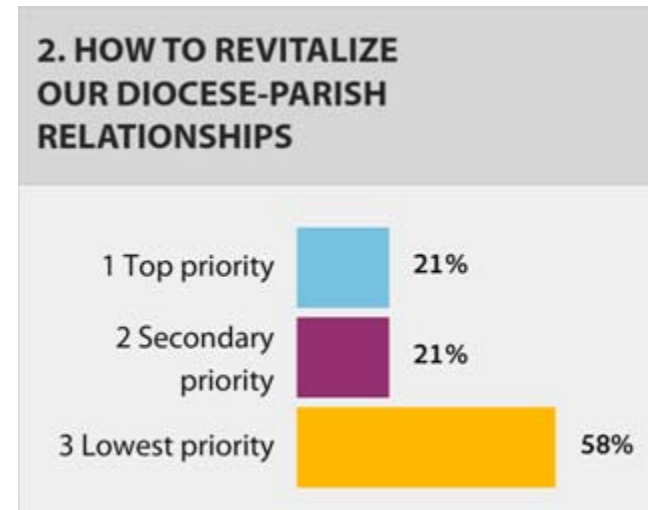 2. HOW TO REVITALIZE
OUR DIOCESE-PARISH
RELATIONSHIPS
1 Top priority 21%
2 Secondary
priority 21%
3 Lowest priority 58%